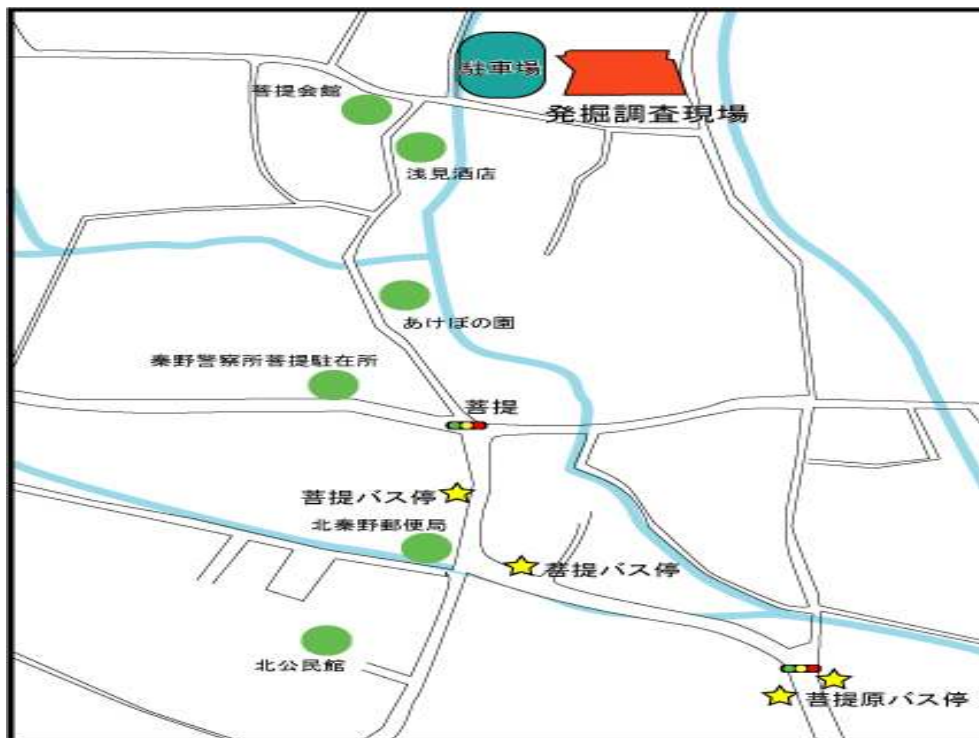 駐車場
菩提会館
発掘調査現場
浅見酒店
あけぼの園
秦野警察所菩提駐在所
菩提
菩提バス停
北秦野郵便局
菩提バス停
北公民館
菩提原バス停